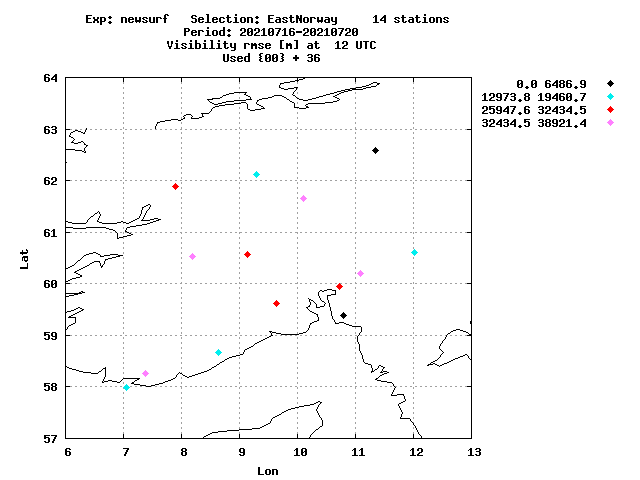 Exp: newsurf   Selection: EastNorway     14 stations
Period: 20210716-20210720
Visibility rmse [m] at  12 UTC
Used {00} + 36
0.0 6486.9
12973.8 19460.7
25947.6 32434.5
32434.5 38921.4
64
63
62
61
60
59
58
57
Lat
6 7 8 9 10 11 12 13
Lon